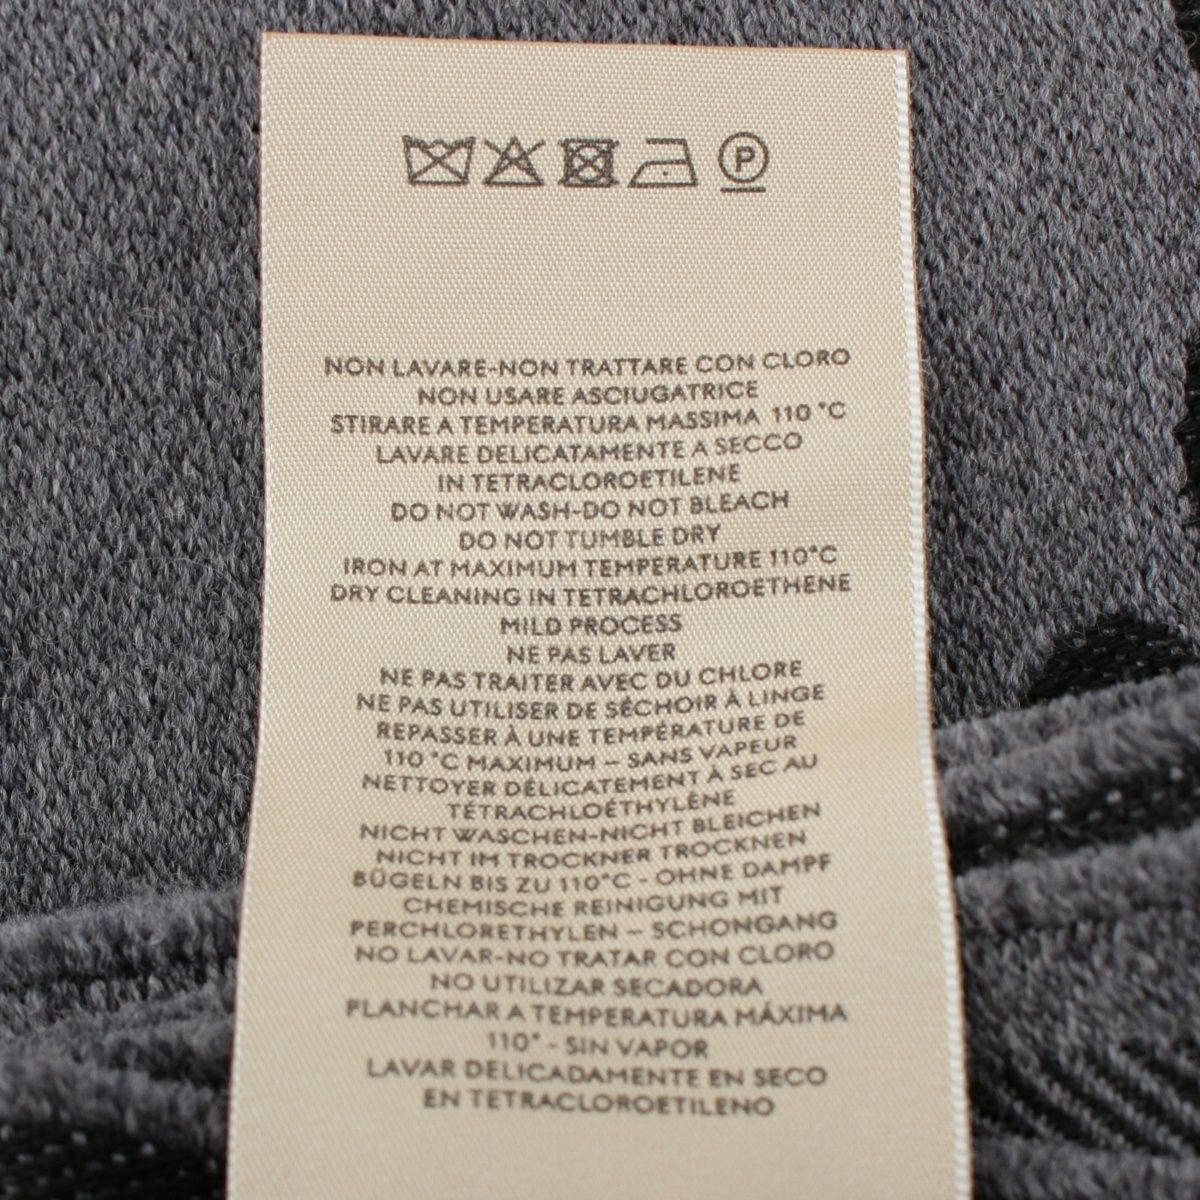 P
NON LAVARE-NON TRATTARE CON CLORO
NON USARE ASCIUGATRICE
STIRARE A TEMPERATURA MASSIMA 110 °C
LAVARE DELICATAMENTE A SECCO
IN TETRACLOROETILENE
DO NOT WASH-DO NOT BLEACH
DO NOT TUMBLE DRY
IRON AT MAXIMUM TEMPERATURE 110°C
DRY CLEANING IN TETRACHLOROETHENE
MILD PROCESS
NE PAS LAVER
NE PAS TRAITER AVEC DU CHLORE
NE PAS UTILISER DE SÉCHOIR À LINGE
REPASSER À UNE TEMPÉRATURE DE
110 °C MAXIMUM – SANS VAPEUR
NETTOYER DÉLICATEMENT À SEC AU
TÉTRACHLOÉTHYLÈNE
NICHT WASCHEN-NICHT BLEICHEN
NICHT IM TROCKNER TROCKNEN
BÜGELN BIS ZU 110°C - OHNE DAMPF
CHEMISCHE REINIGUNG MIT
PERCHLORETHYLEN – SCHONGANG
NO LAVAR-NO TRATAR CON CLORO
NO UTILIZAR SECADORA
PLANCHAR A TEMPERATURA MÁXIMA
110° - SIN VAPOR
LAVAR DELICADAMENTE EN SECO
EN TETRACLOROETILENO